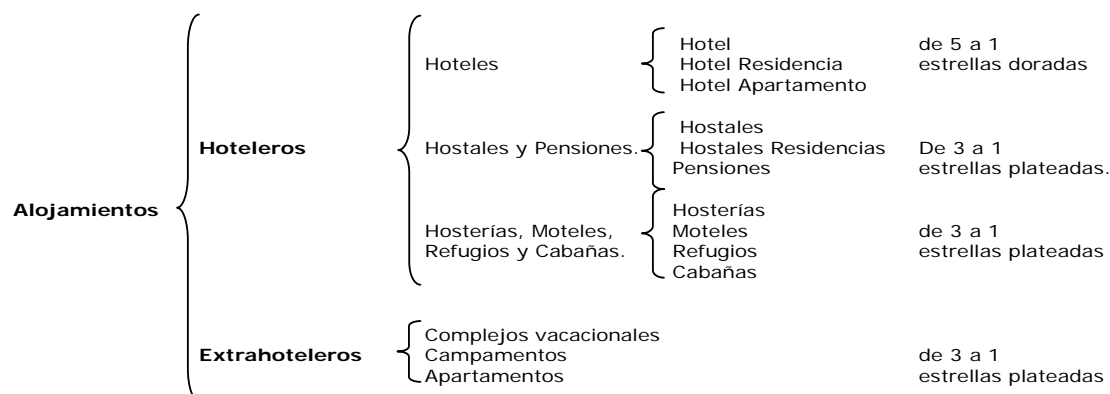 Alojamientos
Hoteleros
Hoteles
Hotel
Hotel Residencia
Hotel Apartamento
de 5 a 1
estrellas doradas
Hostales y Pensiones.
Hostales
Hostales Residencias
Pensiones
De 3 a 1
estrellas plateadas.
Hosterías, Moteles,
Refugios y Cabañas.
Hosterías
Moteles
Refugios
Cabañas
de 3 a 1
estrellas plateadas
Extrahoteleros
Complejos vacacionales
Campamentos
Apartamentos
de 3 a 1
estrellas plateadas